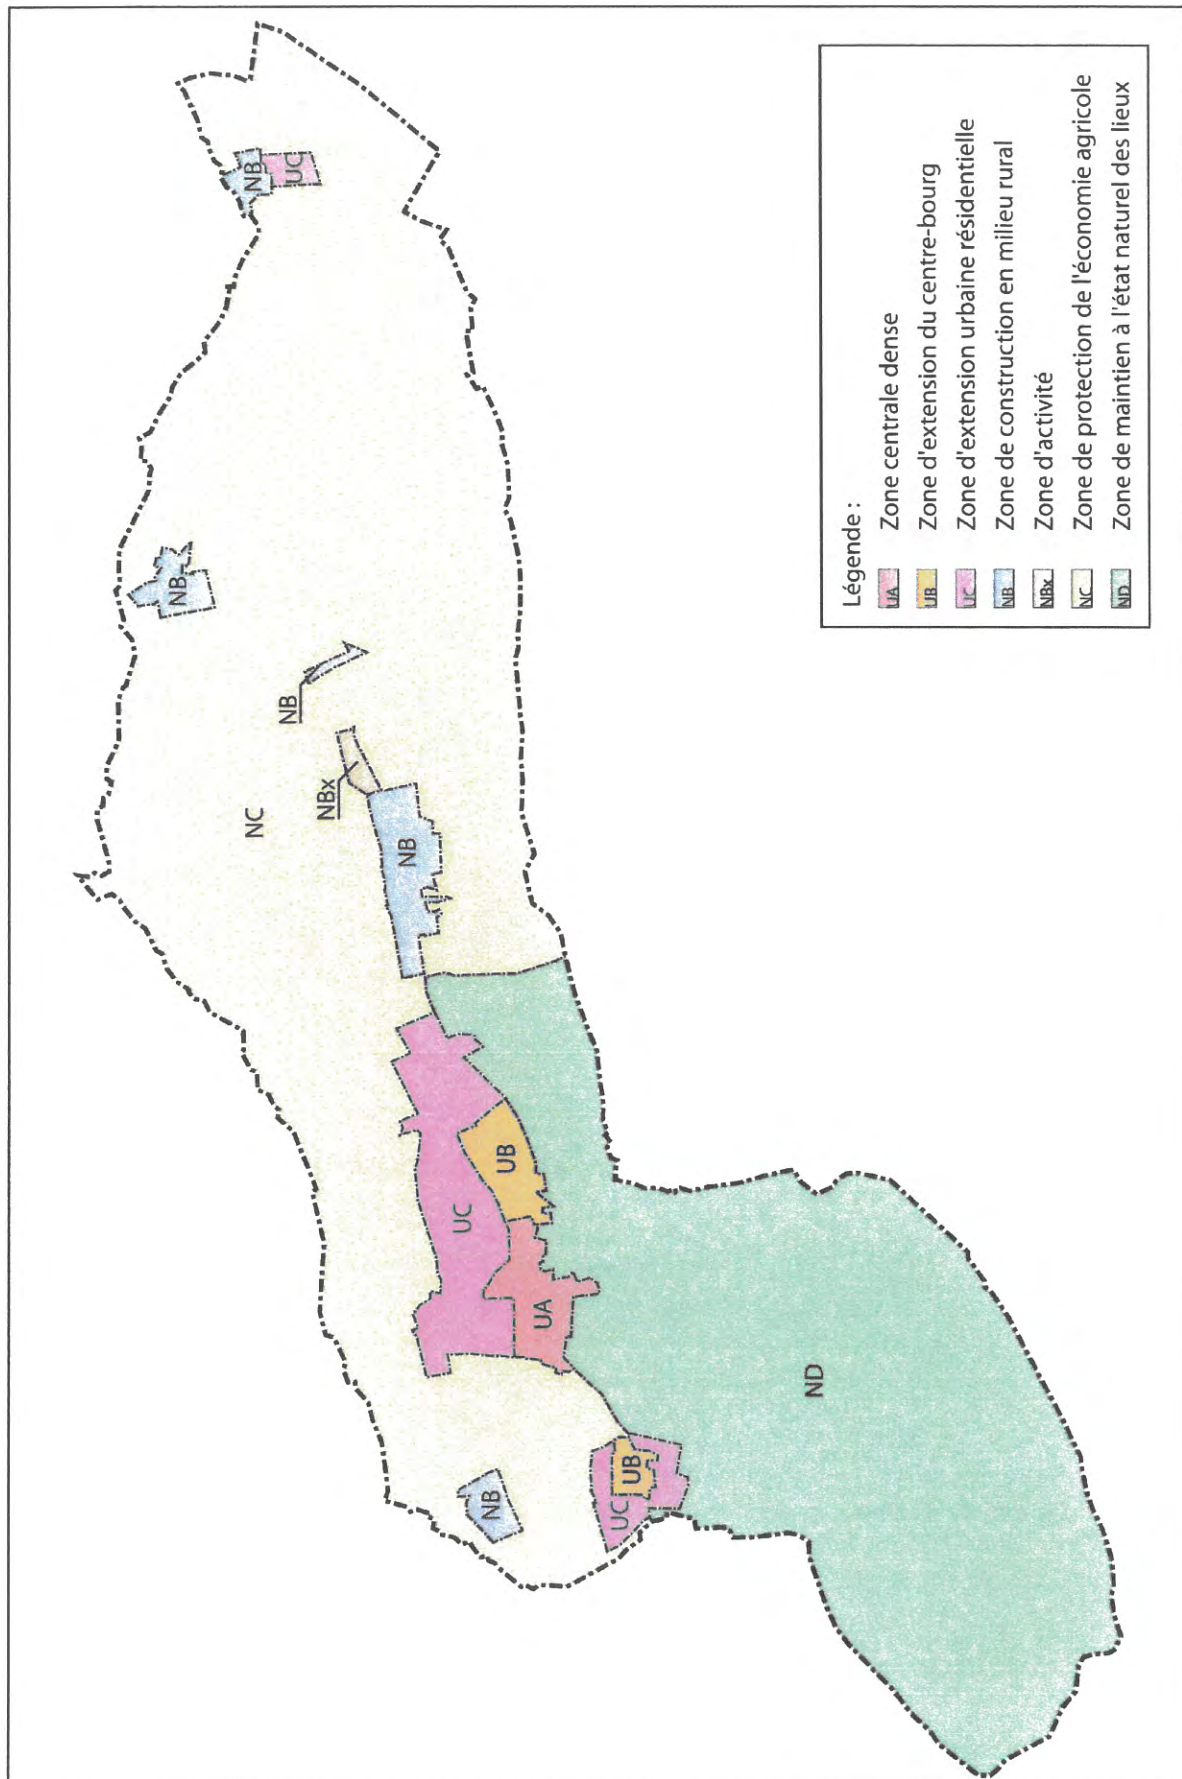 NB
UC
NB
NB
NBx
NC
NB
UC
UB
UA
ND
NB
UB
UC
Légende :
UA Zone centrale dense
UB Zone d'extension du centre-bourg
UC Zone d'extension urbaine résidentielle
NB Zone de construction en milieu rural
NBx Zone d'activité
NC Zone de protection de l'économie agricole
ND Zone de maintien à l'état naturel des lieux